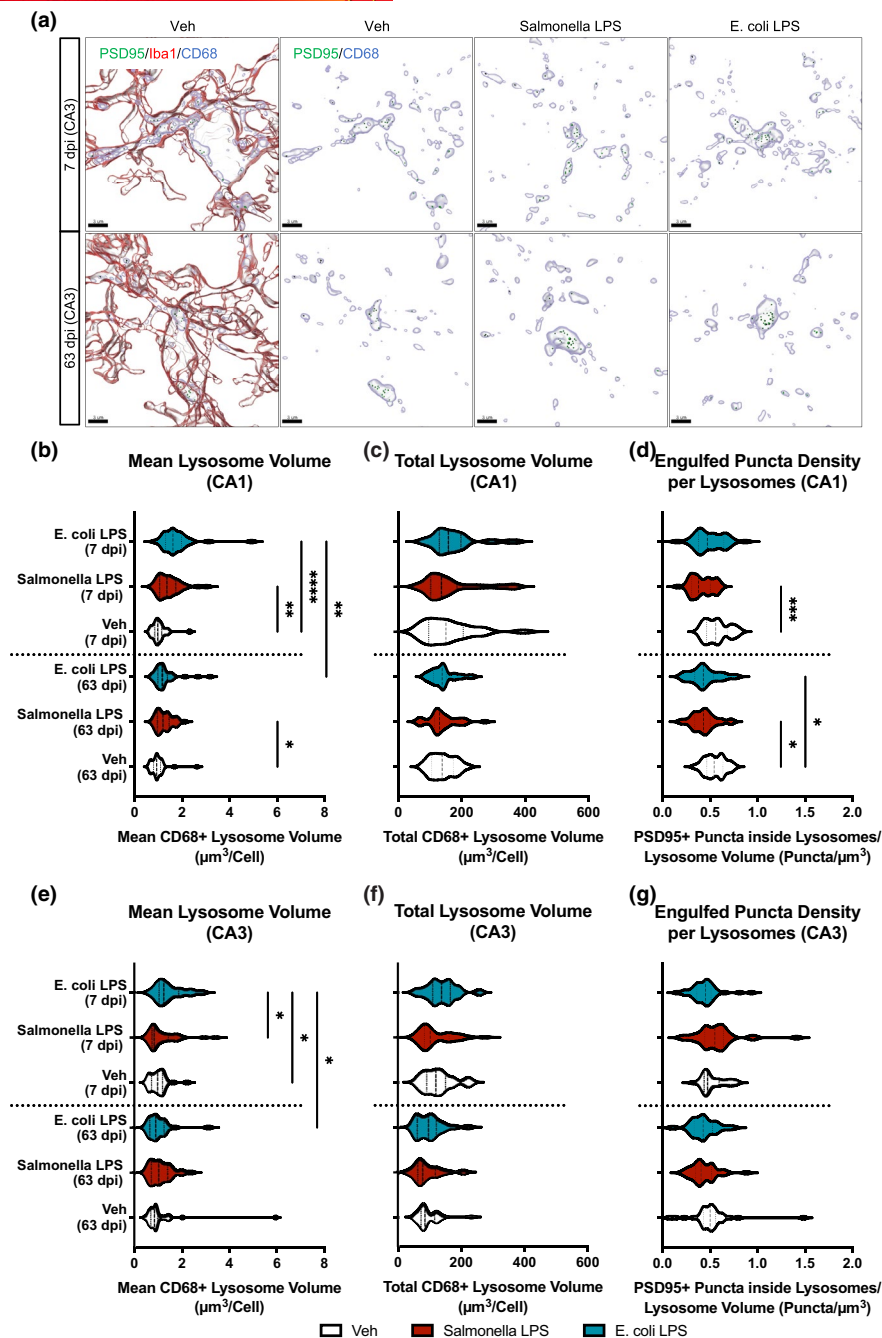 (a)
Veh
Veh
Salmonella LPS
E. coli LPS
7 dpi (CA3)
PSD95/Iba1/CD68
PSD95/CD68
63 dpi (CA3)
(b)
Mean Lysosome Volume
(CA1)
E. coli LPS
(7 dpi)
Salmonella LPS
(7 dpi)
Veh
(7 dpi)
E. coli LPS
(63 dpi)
Salmonella LPS
(63 dpi)
Veh
(63 dpi)
**
****
**
*
0 2 4 6 8
Mean CD68+ Lysosome Volume
(µm³/Cell)
(c)
Total Lysosome Volume
(CA1)
0 200 400 600
Total CD68+ Lysosome Volume
(µm³/Cell)
(d)
Engulfed Puncta Density
per Lysosomes (CA1)
***
*
*
0.0 0.5 1.0 1.5 2.0
PSD95+ Puncta inside Lysosomes/
Lysosome Volume (Puncta/µm³)
(e)
Mean Lysosome Volume
(CA3)
E. coli LPS
(7 dpi)
Salmonella LPS
(7 dpi)
Veh
(7 dpi)
E. coli LPS
(63 dpi)
Salmonella LPS
(63 dpi)
Veh
(63 dpi)
*
*
*
0 2 4 6 8
Mean CD68+ Lysosome Volume
(µm³/Cell)
(f)
Total Lysosome Volume
(CA3)
0 200 400 600
Total CD68+ Lysosome Volume
(µm³/Cell)
(g)
Engulfed Puncta Density
per Lysosomes (CA3)
0.0 0.5 1.0 1.5 2.0
PSD95+ Puncta inside Lysosomes/
Lysosome Volume (Puncta/µm³)
Veh
Salmonella LPS
E. coli LPS